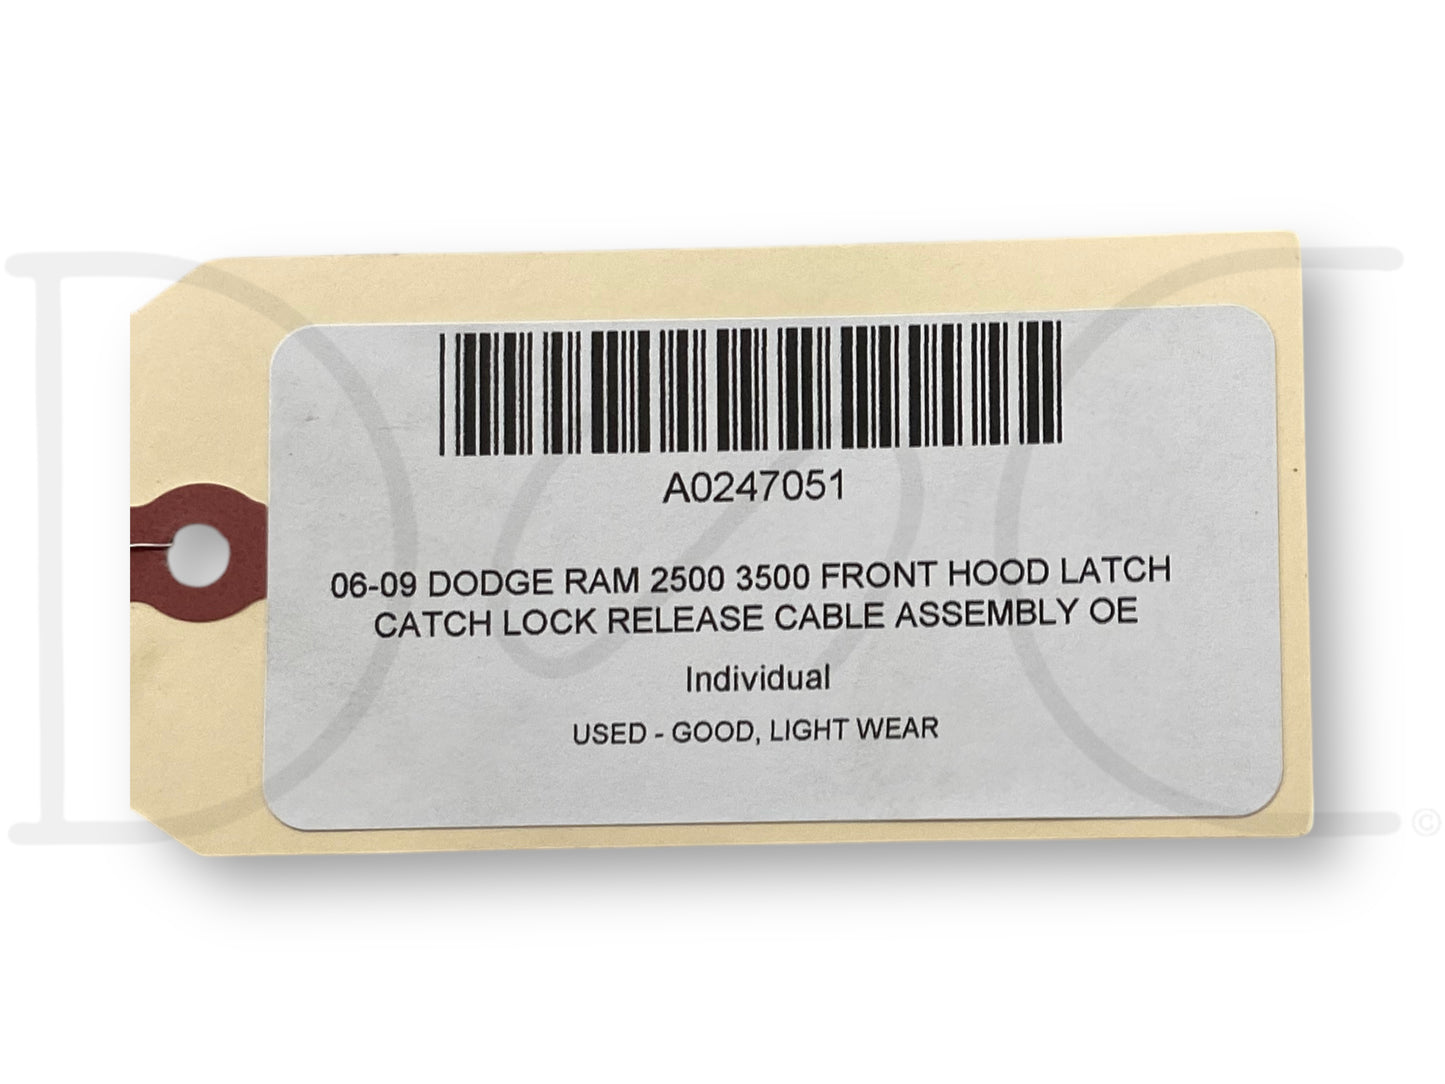 A0247051
06-09 DODGE RAM 2500 3500 FRONT HOOD LATCH
CATCH LOCK RELEASE CABLE ASSEMBLY OE
Individual
USED - GOOD, LIGHT WEAR